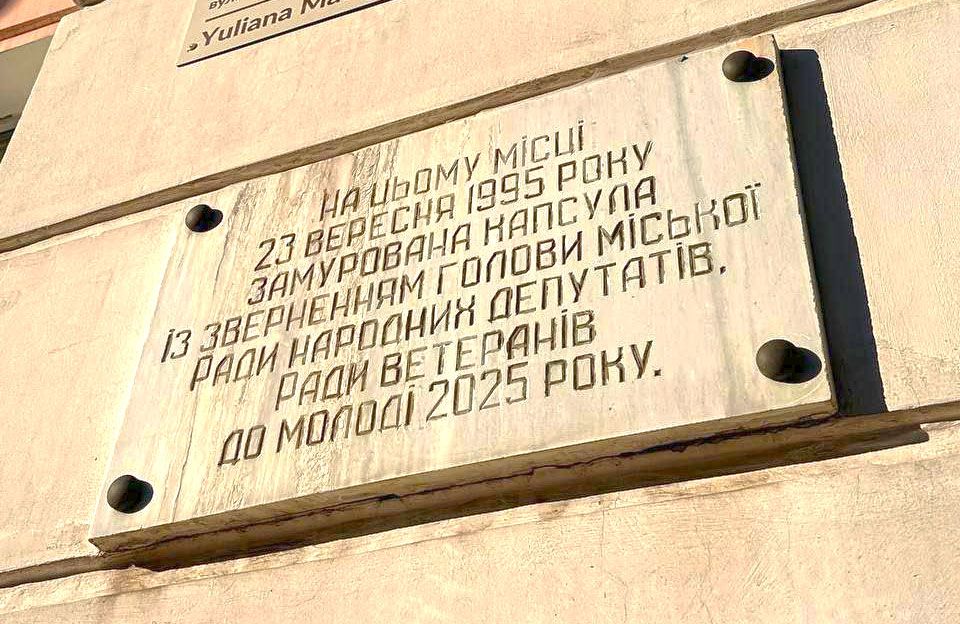 Yuliana
НА ЦЬОМУ МІСЦІ
23 ВЕРЕСНЯ 1995 РОКУ
ЗАМУРОВАНА КАПСУЛА
ІЗ ЗВЕРНЕННЯМ ГОЛОВИ МІСЬКОЇ
РАДИ НАРОДНИХ ДЕПУТАТІВ,
РАДИ ВЕТЕРАНІВ
ДО МОЛОДІ 2025 РОКУ.